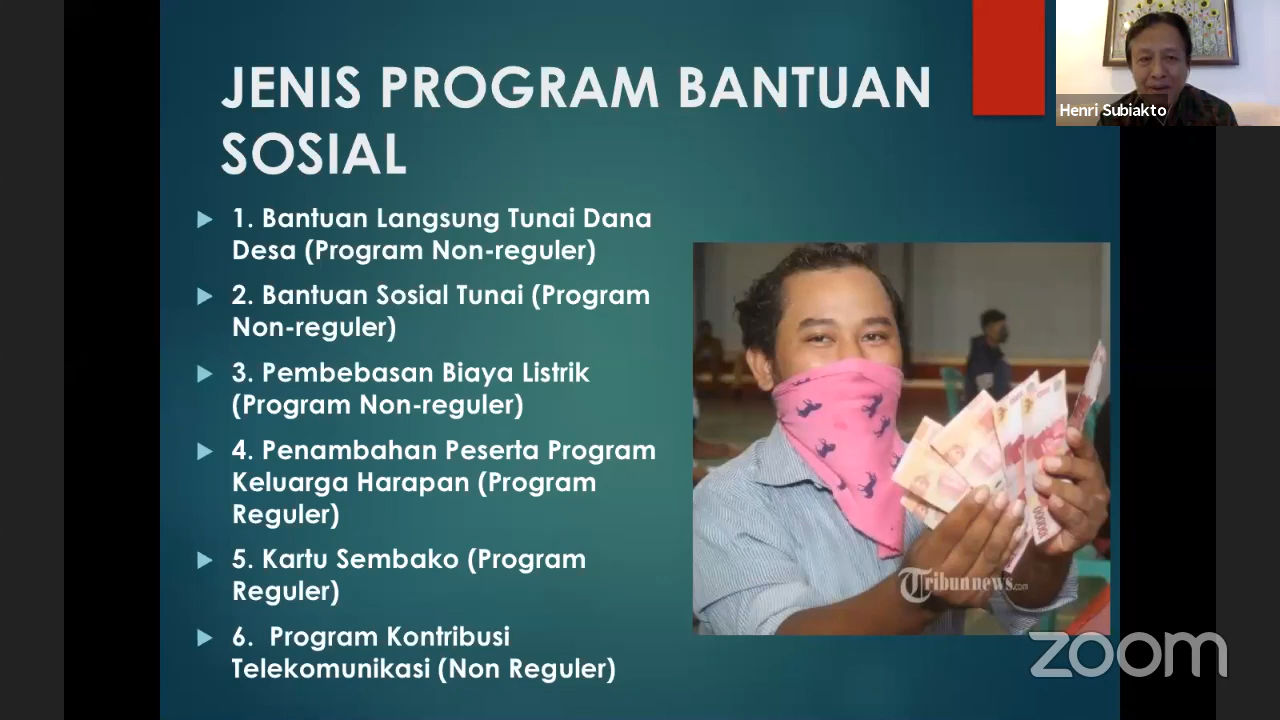 JENIS PROGRAM BANTUAN
SOSIAL
Henri Subiakto
1. Bantuan Langsung Tunai Dana
Desa (Program Non-reguler)
2. Bantuan Sosial Tunai (Program
Non-reguler)
3. Pembebasan Biaya Listrik
(Program Non-reguler)
4. Penambahan Peserta Program
Keluarga Harapan (Program
Reguler)
5. Kartu Sembako (Program
Reguler)
6. Program Kontribusi
Telekomunikasi (Non Reguler)
Tribunnews.com
zoom